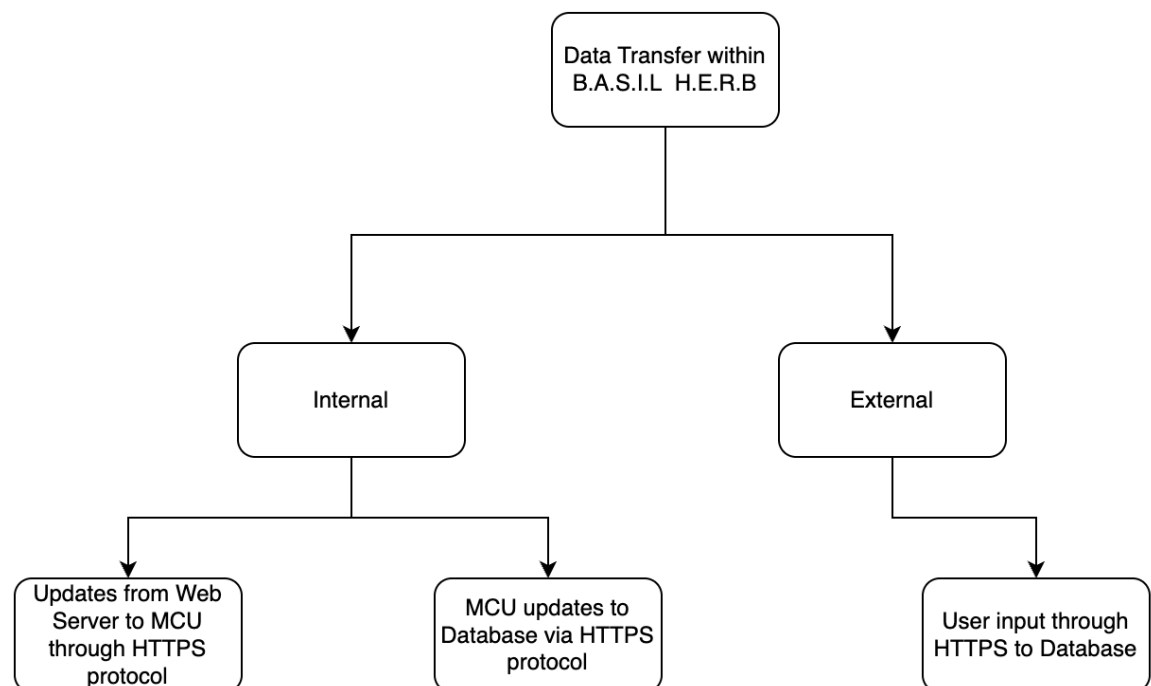 Data Transfer within
B.A.S.I.L H.E.R.B
Internal
External
Updates from Web
Server to MCU
through HTTPS
protocol
MCU updates to
Database via HTTPS
protocol
User input through
HTTPS to Database